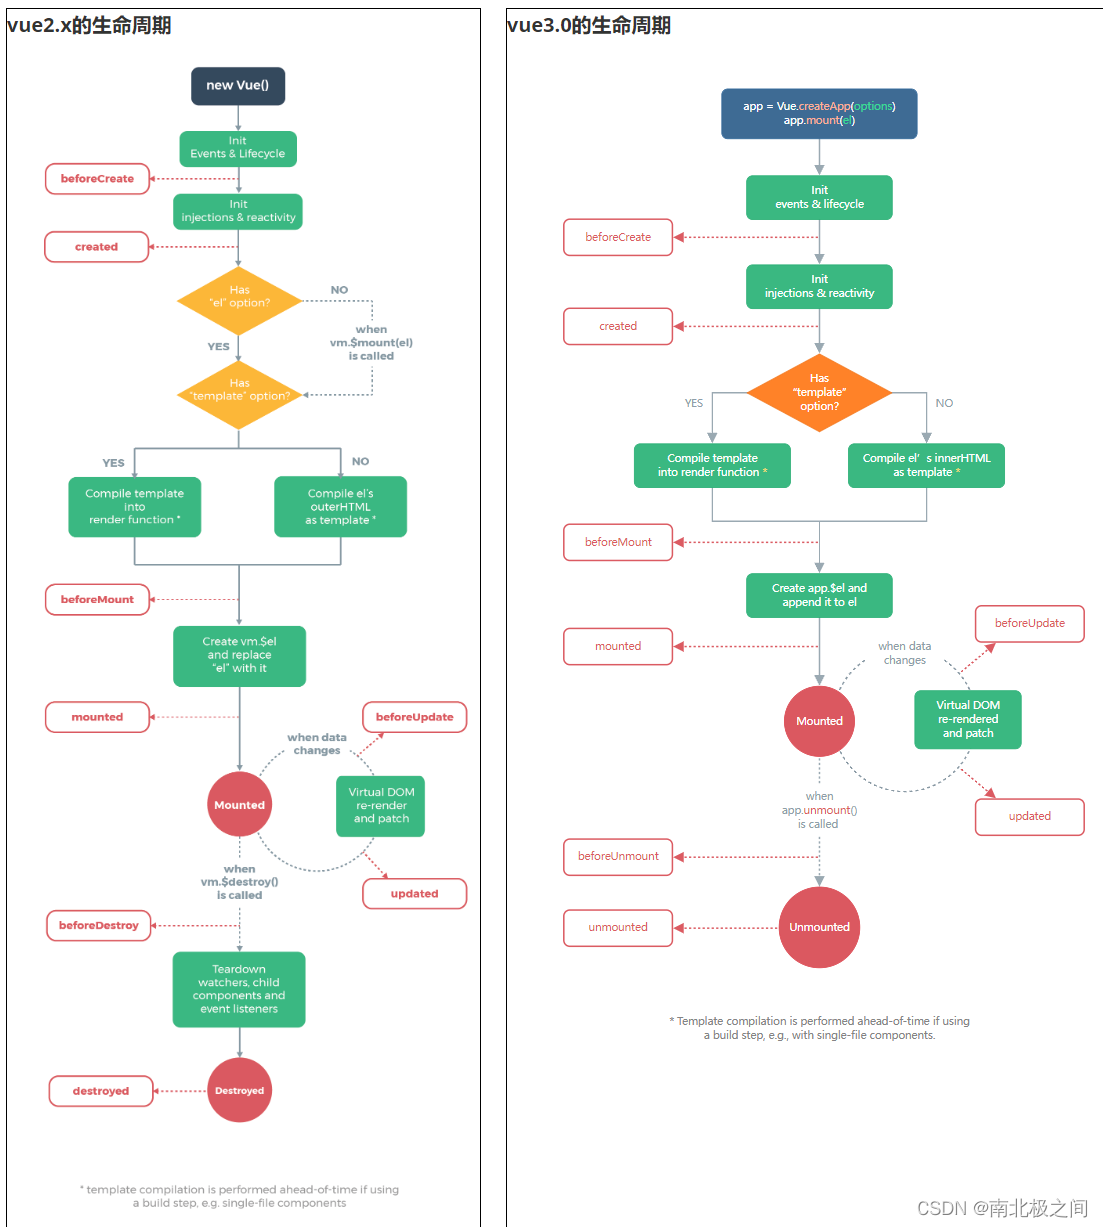 vue2.x的生命周期
new Vue()
Init
Events & Lifecycle
beforeCreate
Init
injections & reactivity
created
Has
"el" option?
NO
when
vm.$mount(el)
is called
YES
Has
"template" option?
YES
NO
Compile template
into
render function *
Compile el's
outerHTML
as template *
beforeMount
Create vm.$el
and replace
"el" with it
mounted
beforeUpdate
when data
changes
Mounted
Virtual DOM
re-render
and patch
when
vm.$destroy()
is called
updated
beforeDestroy
Teardown
watchers, child
components and
event listeners
destroyed
Destroyed
* template compilation is performed ahead-of-time if using
a build step, e.g. single-file components
vue3.0的生命周期
app = Vue.createApp(options)
app.mount(el)
Init
events & lifecycle
beforeCreate
Init
injections & reactivity
created
Has
"template"
option?
YES
NO
Compile template
into render function *
Compile el's innerHTML
as template *
beforeMount
Create app.$el and
append it to el
beforeUpdate
mounted
when data
changes
Mounted
Virtual DOM
re-rendered
and patch
when
app.unmount()
is called
updated
beforeUnmount
unmounted
Unmounted
* Template compilation is performed ahead-of-time if using
a build step, e.g., with single-file components.
CSDN @南北极之间